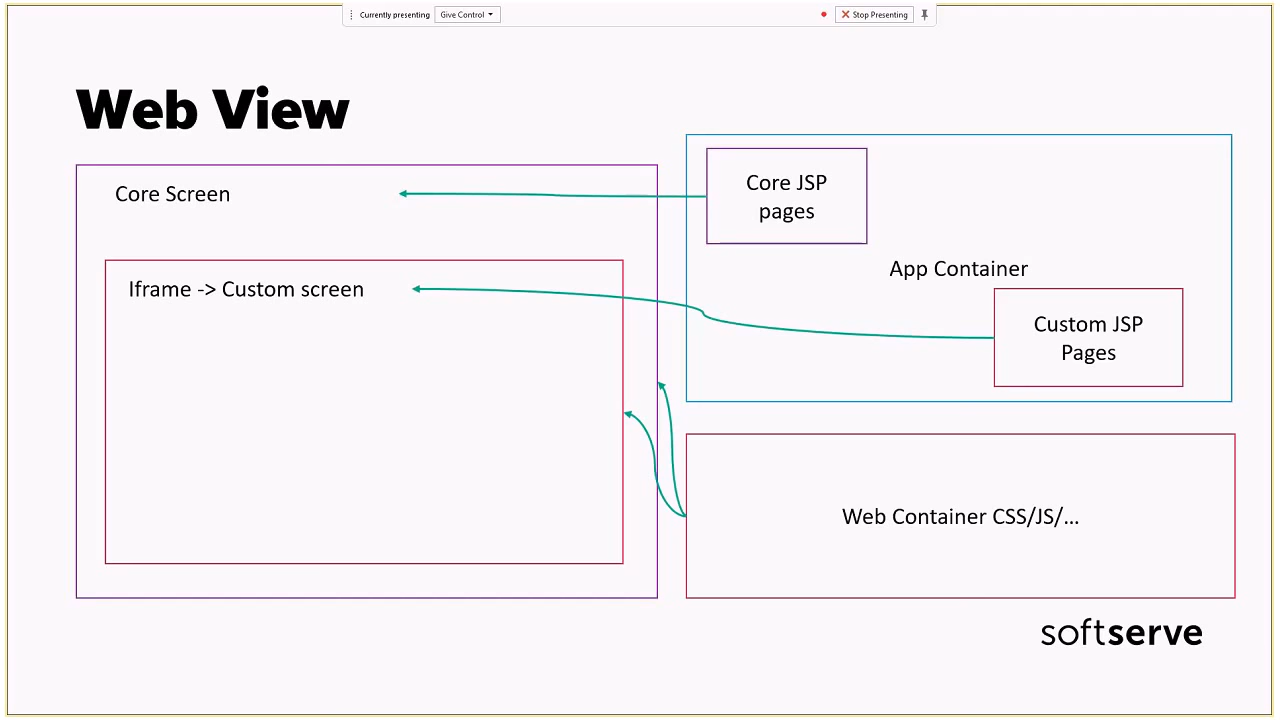 Currently presenting
Give Control
Stop Presenting
Web View
Core Screen
Core JSP
pages
App Container
Iframe -> Custom screen
Custom JSP
Pages
Web Container CSS/JS/...
softserve